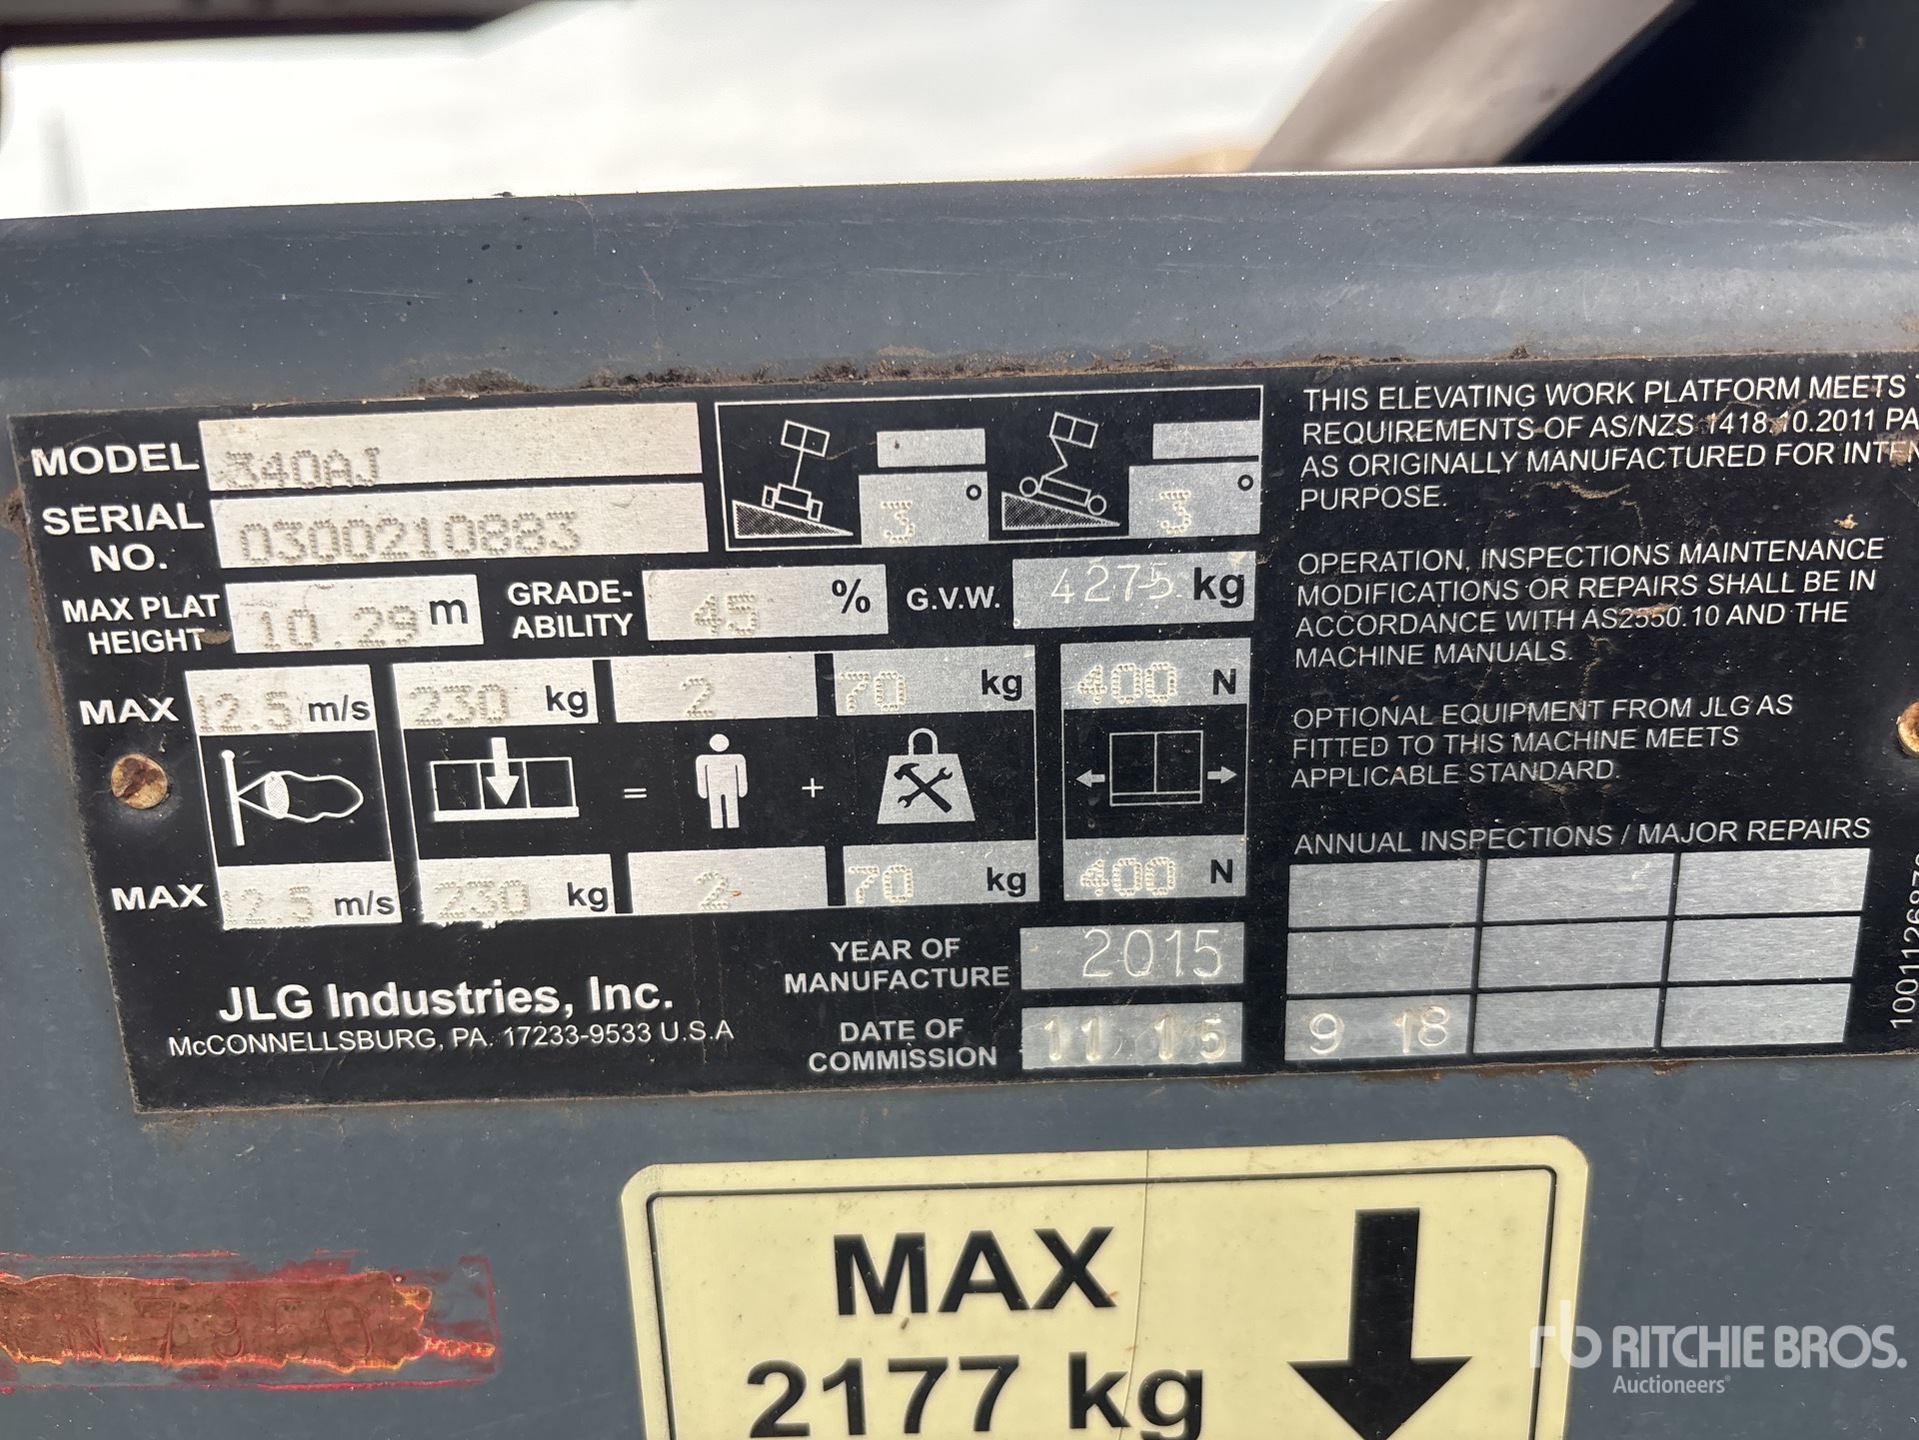 MODEL 340AJ
SERIAL NO. 0300210883
MAX PLAT HEIGHT 10.29 m
GRADE-ABILITY 45 %
G.V.W. 4275 kg
3 °
3 °
MAX 12.5 m/s 230 kg 2 70 kg 400 N
= +
MAX 12.5 m/s 230 kg 2 70 kg 400 N
YEAR OF MANUFACTURE 2015
DATE OF COMMISSION 11 15
JLG Industries, Inc.
McCONNELLSBURG, PA. 17233-9533 U.S.A
THIS ELEVATING WORK PLATFORM MEETS
REQUIREMENTS OF AS/NZS 1418.10.2011
AS ORIGINALLY MANUFACTURED FOR
PURPOSE.
OPERATION, INSPECTIONS MAINTENANCE
MODIFICATIONS OR REPAIRS SHALL BE IN
ACCORDANCE WITH AS2550.10 AND THE
MACHINE MANUALS.
OPTIONAL EQUIPMENT FROM JLG AS
FITTED TO THIS MACHINE MEETS
APPLICABLE STANDARD.
ANNUAL INSPECTIONS / MAJOR REPAIRS
9 18
MAX
2177 kg
rb RITCHIE BROS.
Auctioneers